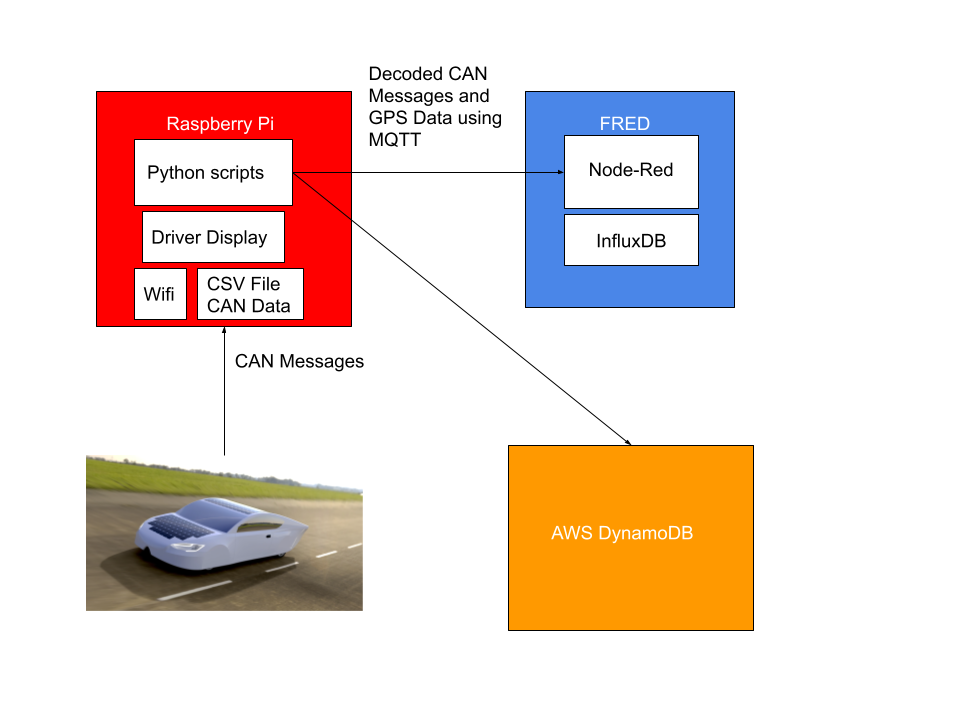 Decoded CAN
Messages and
GPS Data using
MQTT
Raspberry Pi
Python scripts
Driver Display
Wifi
CSV File
CAN Data
FRED
Node-Red
InfluxDB
CAN Messages
AWS DynamoDB